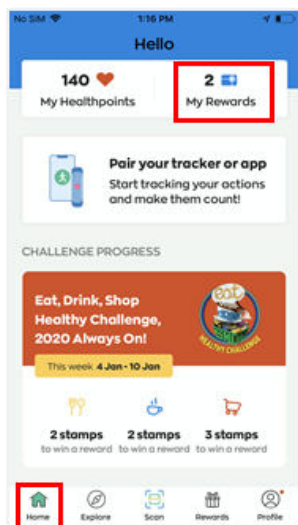 No SIM 1:16 PM
Hello
140
My Healthpoints
2
My Rewards
Pair your tracker or app
Start tracking your actions
and make them count!
CHALLENGE PROGRESS
Eat, Drink, Shop
Healthy Challenge,
2020 Always On!
eat
HEALTHY CHALLENGE
This week 4 Jan - 10 Jan
2 stamps
to win a reward
2 stamps
to win a reward
3 stamps
to win a reward
Home Explore Scan Rewards Profile